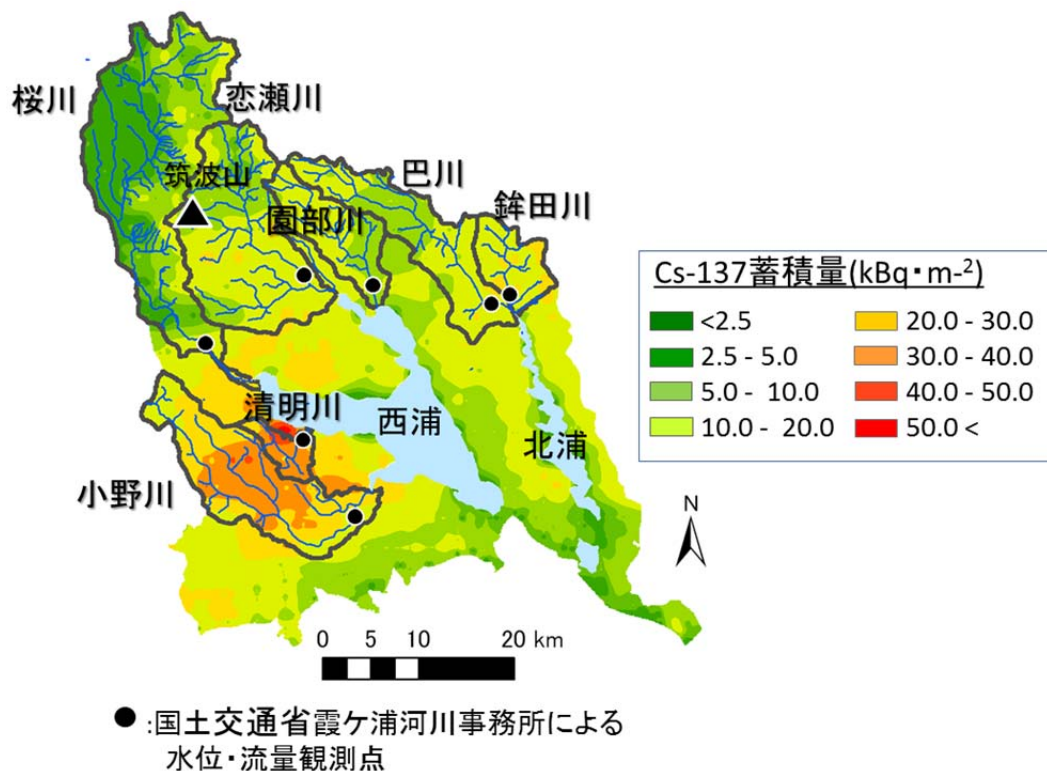 桜川
恋瀬川
筑波山
園部川
巴川
鉾田川
清明川
西浦
北浦
小野川
Cs-137蓄積量(kBq・m-²)
<2.5
2.5 - 5.0
5.0 - 10.0
10.0 - 20.0
20.0 - 30.0
30.0 - 40.0
40.0 - 50.0
50.0 <
N
0 5 10 20 km
●:国土交通省霞ケ浦河川事務所による
水位・流量観測点